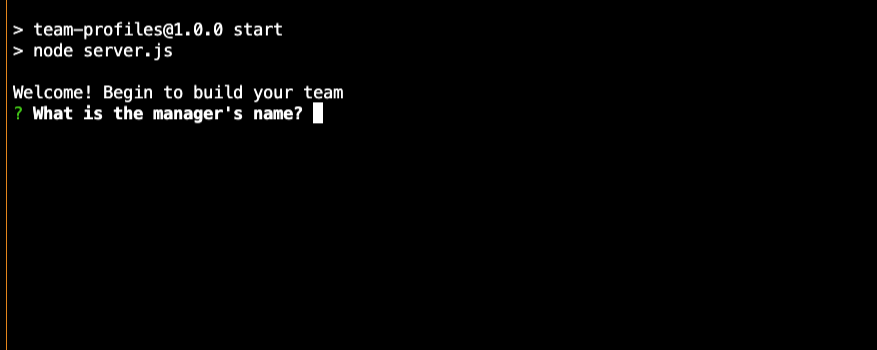 > team-profiles@1.0.0 start
> node server.js
Welcome! Begin to build your team
? What is the manager's name?